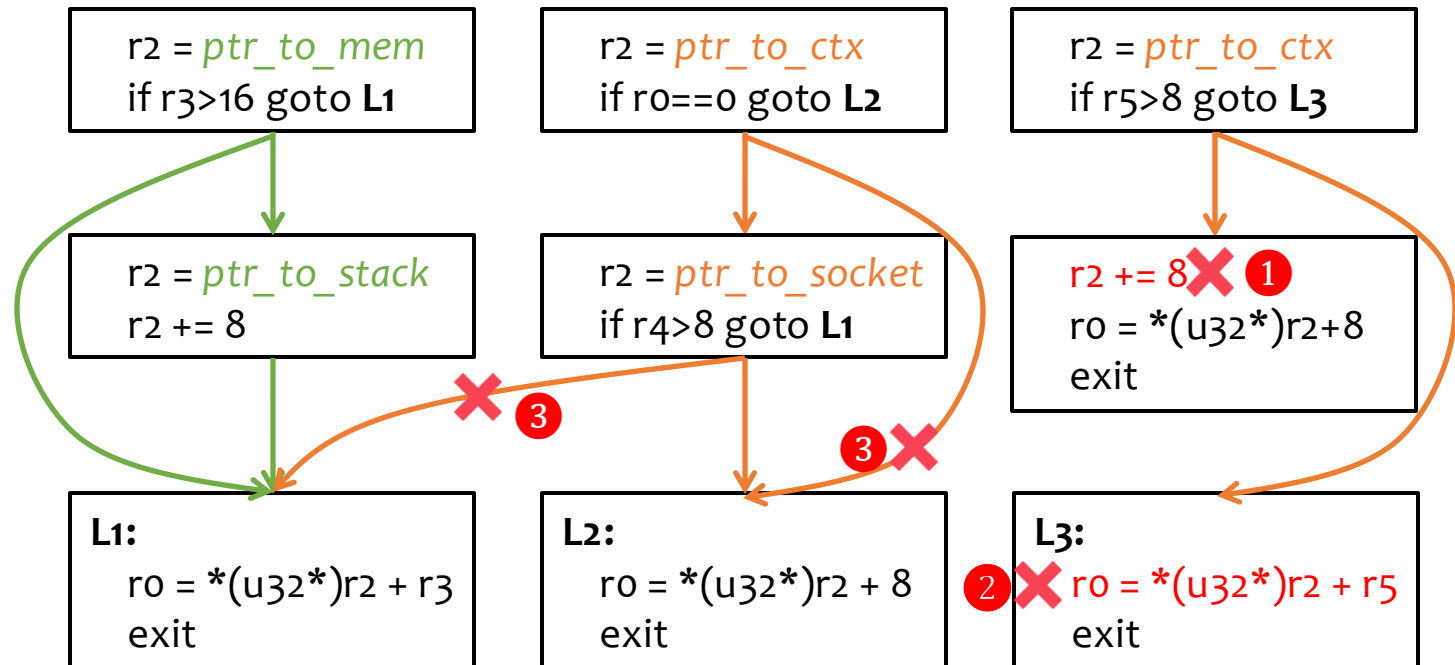 r2 = ptr_to_mem
if r3>16 goto L1
r2 = ptr_to_ctx
if r0==0 goto L2
r2 = ptr_to_ctx
if r5>8 goto L3
r2 = ptr_to_stack
r2 += 8
r2 = ptr_to_socket
if r4>8 goto L1
r2 += 8 1
r0 = *(u32*)r2+8
exit
3
3
L1:
r0 = *(u32*)r2 + r3
exit
L2:
r0 = *(u32*)r2 + 8
exit
L3:
2 r0 = *(u32*)r2 + r5
exit